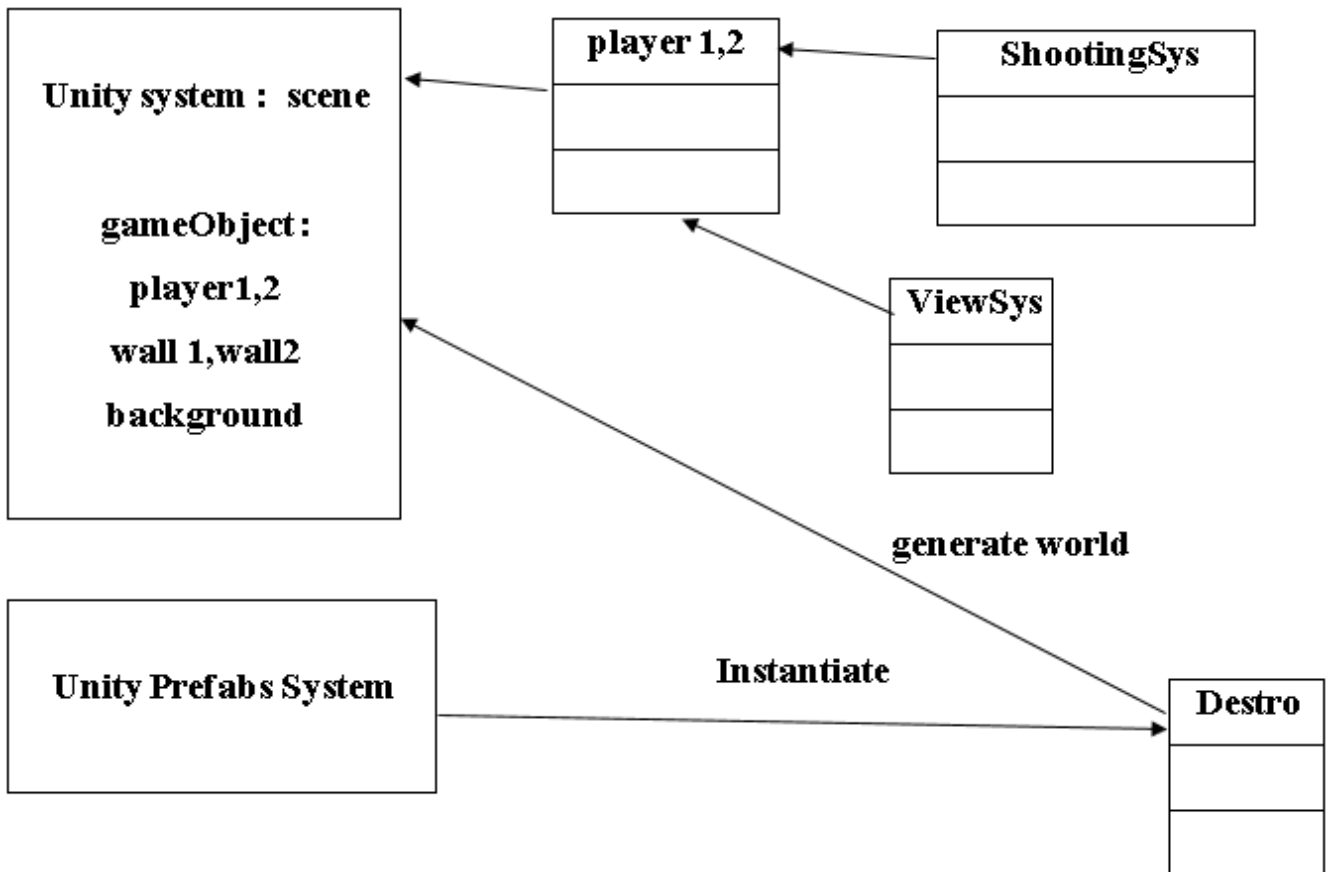 Unity system : scene
gameObject:
player1,2
wall 1,wall2
background
player 1,2
ShootingSys
ViewSys
generate world
Unity Prefabs System
Instantiate
Destro